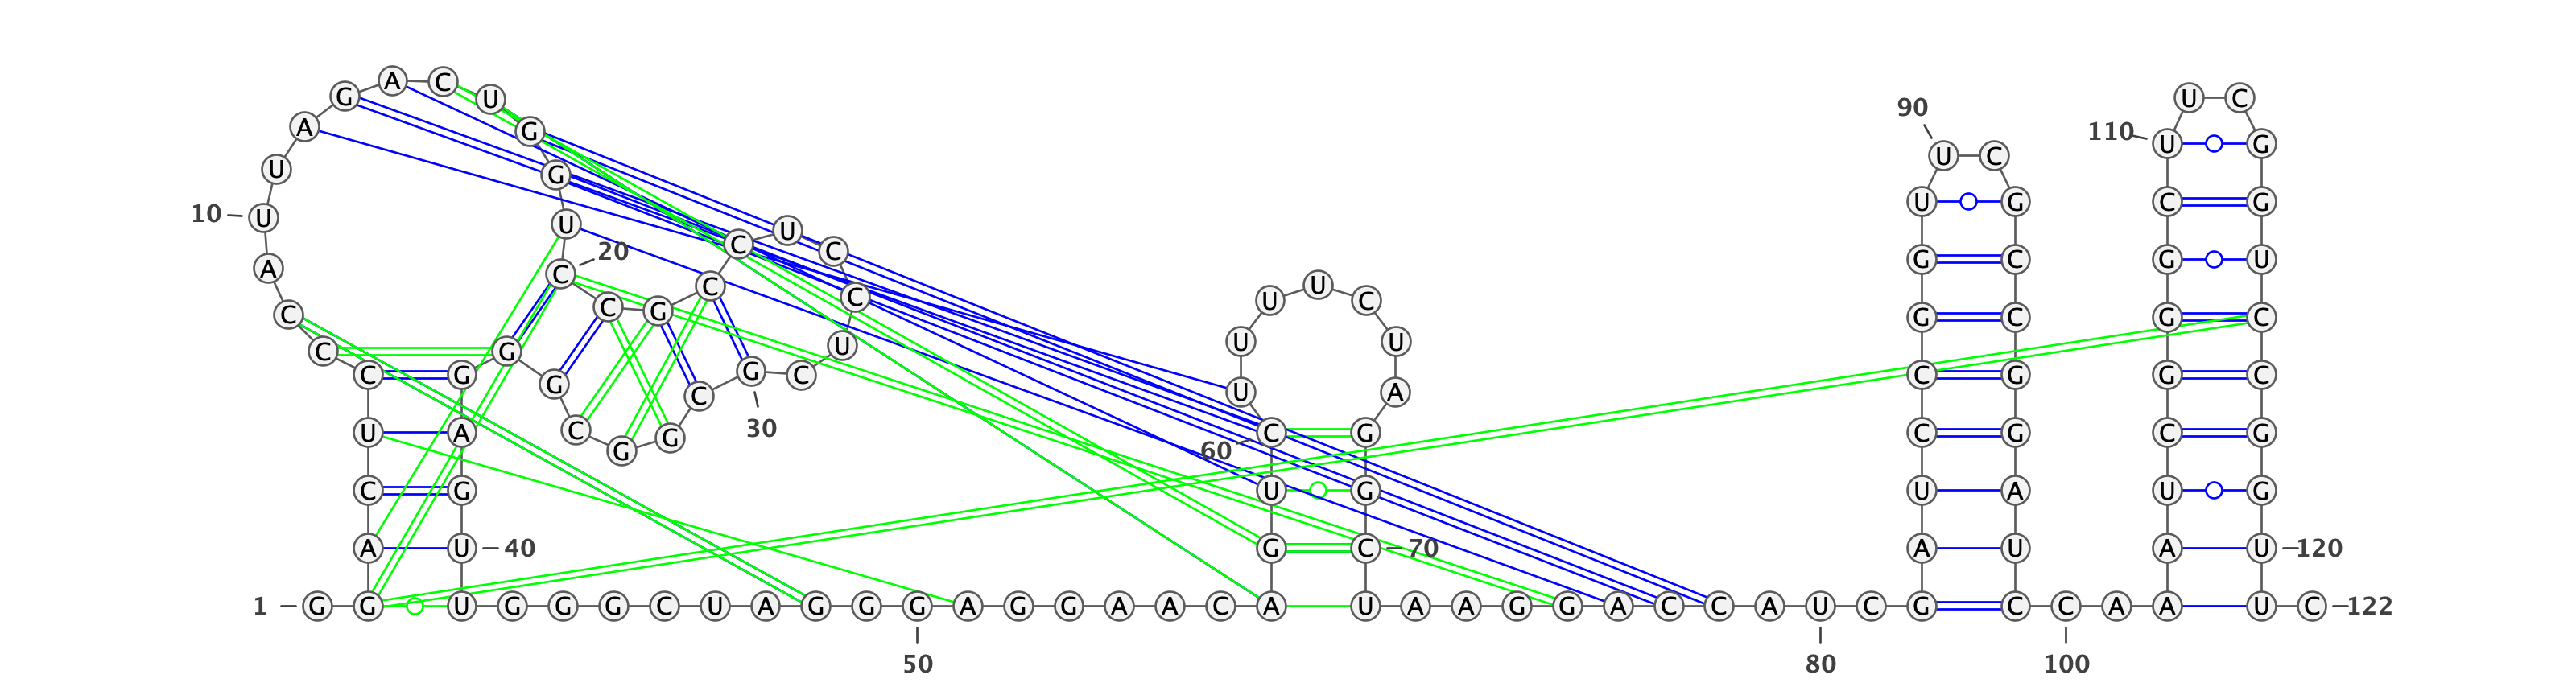 1
G G A C U C C C A U
10
U A G A C U G G U C
20
C G C C U C C U C G
30
C G G C G G G A G U
40
U G G G C U A G G G
50
A G G A A C A G U C
60
U U U U C U A G G C
70
U A A G G A C C A U
80
C G A U C C G G U U
90
C G C C G G A U C C
100
A A A U C G G G C U
110
U C G G U C C G G U
120
U C
122